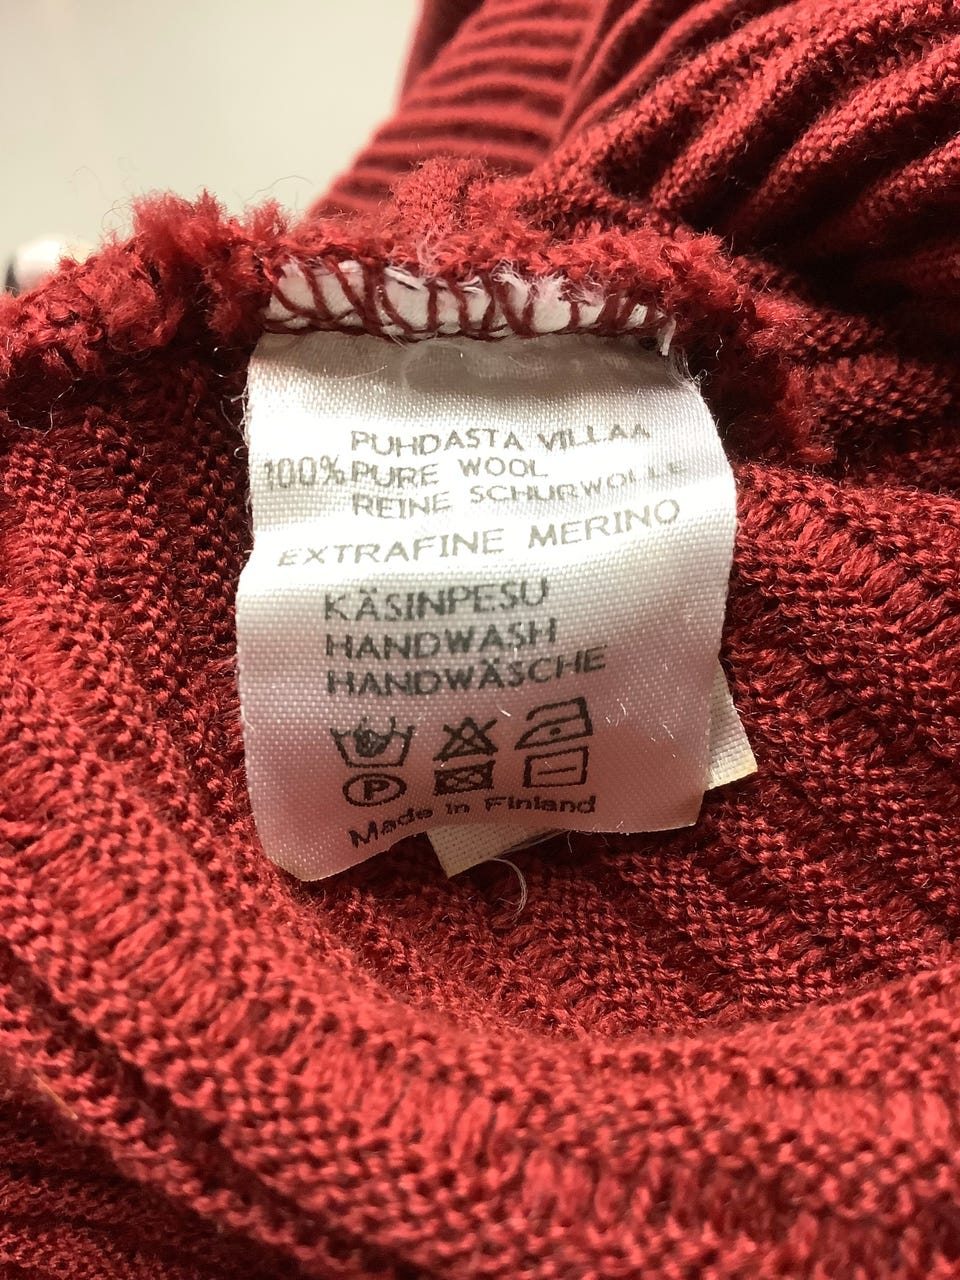 PUHDASTA VILLAA
100% PURE WOOL
REINE SCHURWOLLE
EXTRAFINE MERINO
KÄSINPESU
HANDWASH
HANDWÄSCHE
P
Made in Finland